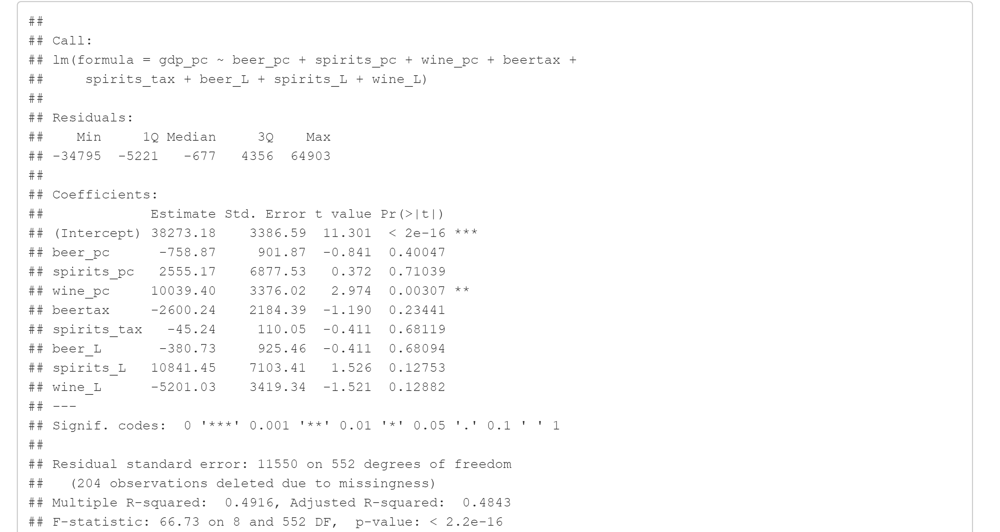 ##
## Call:
## lm(formula = gdp_pc ~ beer_pc + spirits_pc + wine_pc + beertax +
##     spirits_tax + beer_L + spirits_L + wine_L)
##
## Residuals:
##    Min     1Q Median     3Q    Max
## -34795  -5221   -677   4356  64903
##
## Coefficients:
##             Estimate Std. Error t value Pr(>|t|)
## (Intercept) 38273.18    3386.59  11.301  < 2e-16 ***
## beer_pc      -758.87     901.87  -0.841  0.40047
## spirits_pc   2555.17    6877.53   0.372  0.71039
## wine_pc     10039.40    3376.02   2.974  0.00307 **
## beertax     -2600.24    2184.39  -1.190  0.23441
## spirits_tax   -45.24     110.05  -0.411  0.68119
## beer_L       -380.73     925.46  -0.411  0.68094
## spirits_L   10841.45    7103.41   1.526  0.12753
## wine_L      -5201.03    3419.34  -1.521  0.12882
## ---
## Signif. codes:  0 '***' 0.001 '**' 0.01 '*' 0.05 '.' 0.1 ' ' 1
##
## Residual standard error: 11550 on 552 degrees of freedom
##   (204 observations deleted due to missingness)
## Multiple R-squared:  0.4916, Adjusted R-squared:  0.4843
## F-statistic: 66.73 on 8 and 552 DF,  p-value: < 2.2e-16